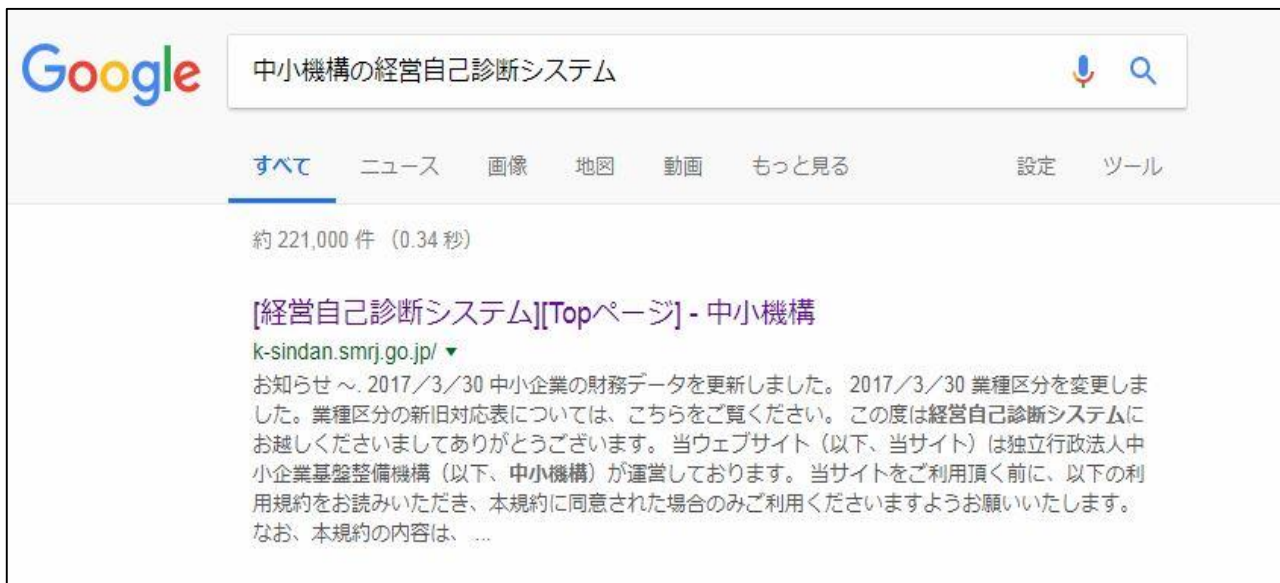 Google 中小機構の経営自己診断システム
すべて ニュース 画像 地図 動画 もっと見る 設定 ツール
約 221,000 件 （0.34 秒）
[経営自己診断システム][Topページ] - 中小機構
k-sindan.smrj.go.jp/
お知らせ ～. 2017／3／30 中小企業の財務データを更新しました。 2017／3／30 業種区分を変更しま
した。業種区分の新旧対応表については、こちらをご覧ください。 この度は経営自己診断システムに
お越しくださいましてありがとうございます。 当ウェブサイト（以下、当サイト）は独立行政法人中
小企業基盤整備機構（以下、中小機構）が運営しております。 当サイトをご利用頂く前に、以下の利
用規約をお読みいただき、本規約に同意された場合のみご利用くださいますようお願いいたします。
なお、本規約の内容は、 ...